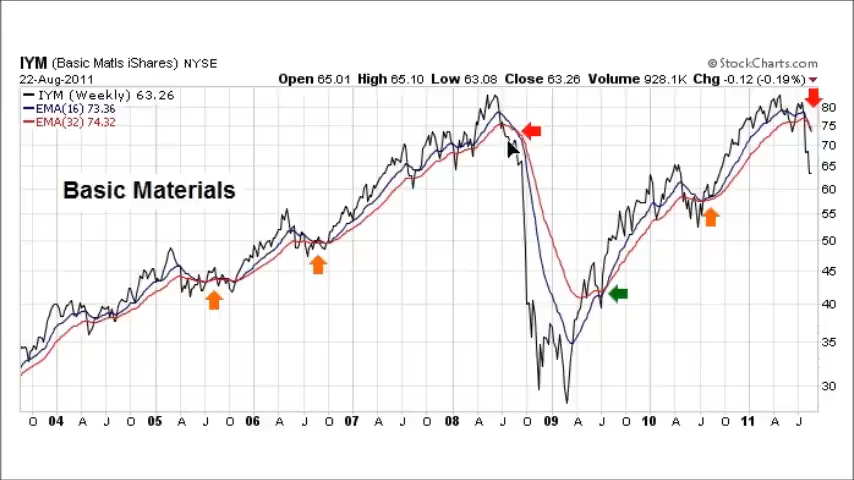 IYM (Basic Matls iShares) NYSE
© StockCharts.com
22-Aug-2011
Open 65.01 High 65.10 Low 63.08 Close 63.26 Volume 928.1K Chg -0.12 (-0.19%)
IYM (Weekly) 63.26
EMA(16) 73.36
EMA(32) 74.32
Basic Materials
80
75
70
65
60
55
50
45
40
35
30
O 04 A J O 05 A J O 06 A J O 07 A J O 08 A J O 09 A J O 10 A J O 11 A J